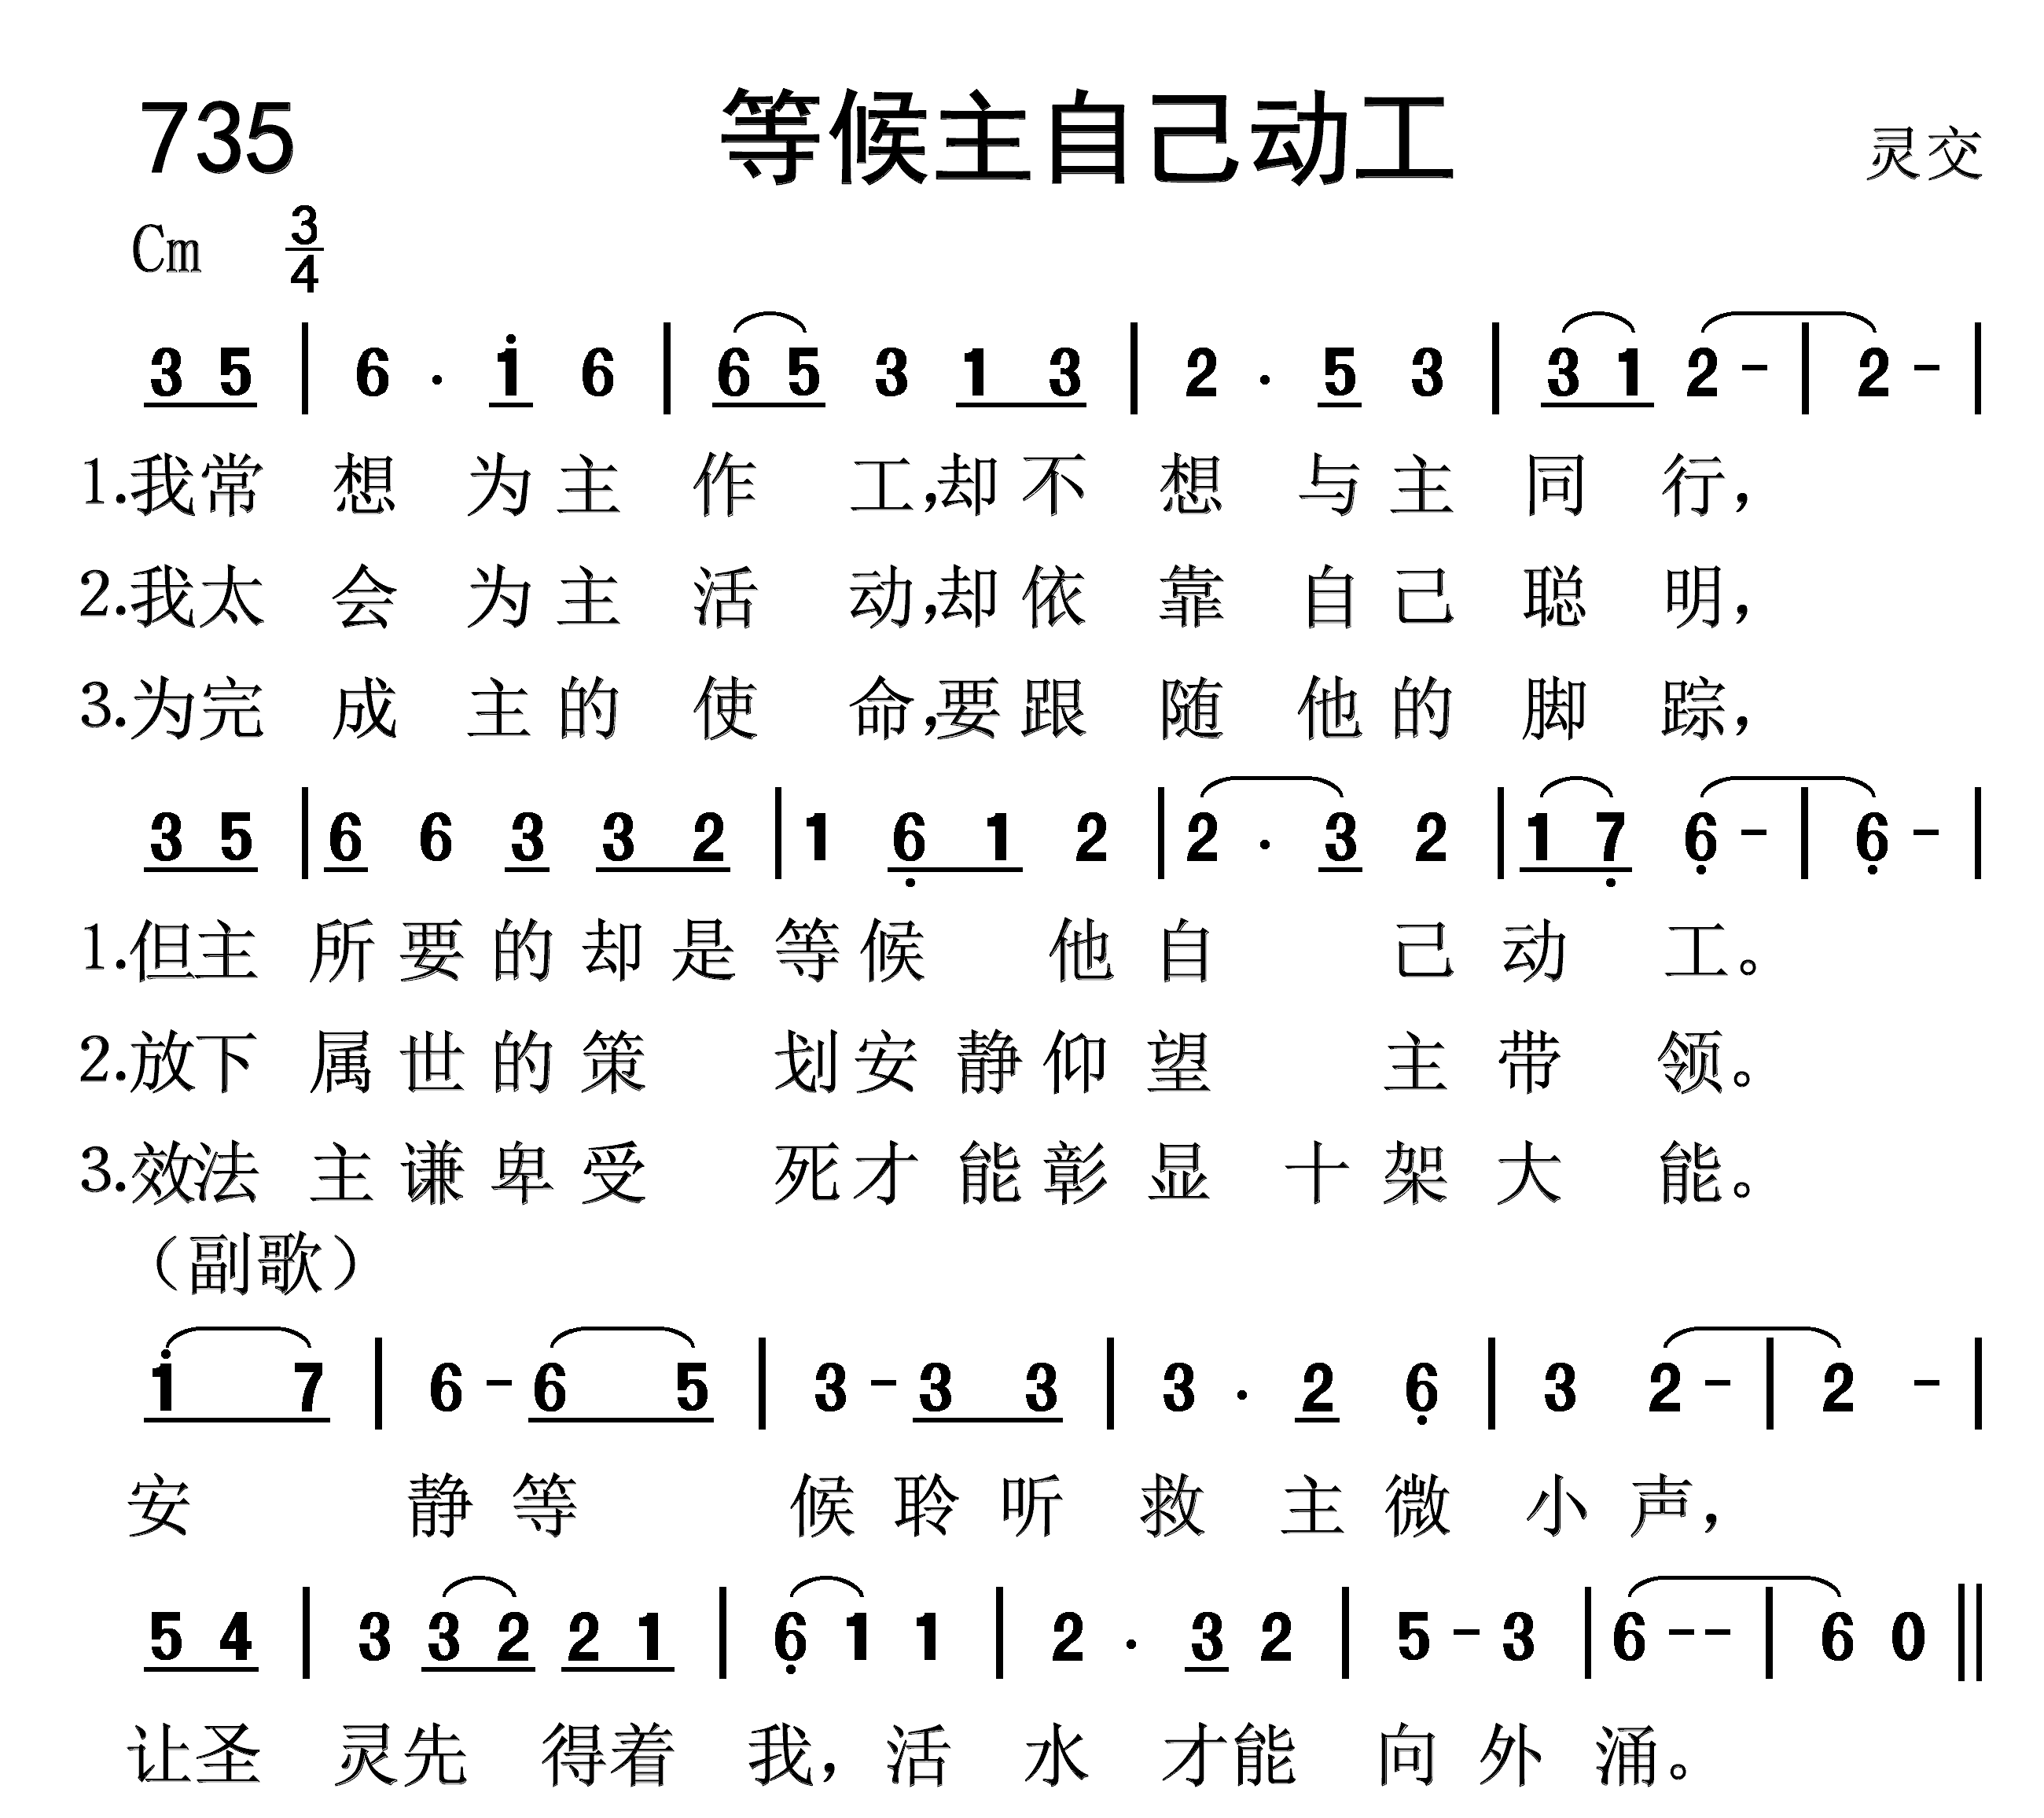 735 等候主自己动工 灵交
Cm 3/4
3 5 | 6 . 1 6 | 6 5 3 1 3 | 2 . 5 3 | 3 1 2 - | 2 - |
1.我常 想 为主 作 工,却不 想 与主 同 行,
2.我太 会 为主 活 动,却依 靠 自己 聪 明,
3.为完 成 主的 使 命,要跟 随 他的 脚 踪,
3 5 | 6 6 3 3 2 | 1 6 1 2 | 2 . 3 2 | 1 7 6 - | 6 - |
1.但主 所要的却是 等候 他 自 己 动 工。
2.放下 属世的策 划安静仰 望 主 带 领。
3.效法 主谦卑受 死才能彰 显 十 架 大 能。
（副歌）
1 7 | 6 - 6 5 | 3 - 3 3 | 3 . 2 6 | 3 2 - | 2 - |
安 静 等 候 聆 听 救 主 微 小 声,
5 4 | 3 3 2 2 1 | 6 1 1 | 2 . 3 2 | 5 - 3 | 6 - - | 6 0 ||
让圣 灵先 得着 我,活 水 才能 向 外 涌。